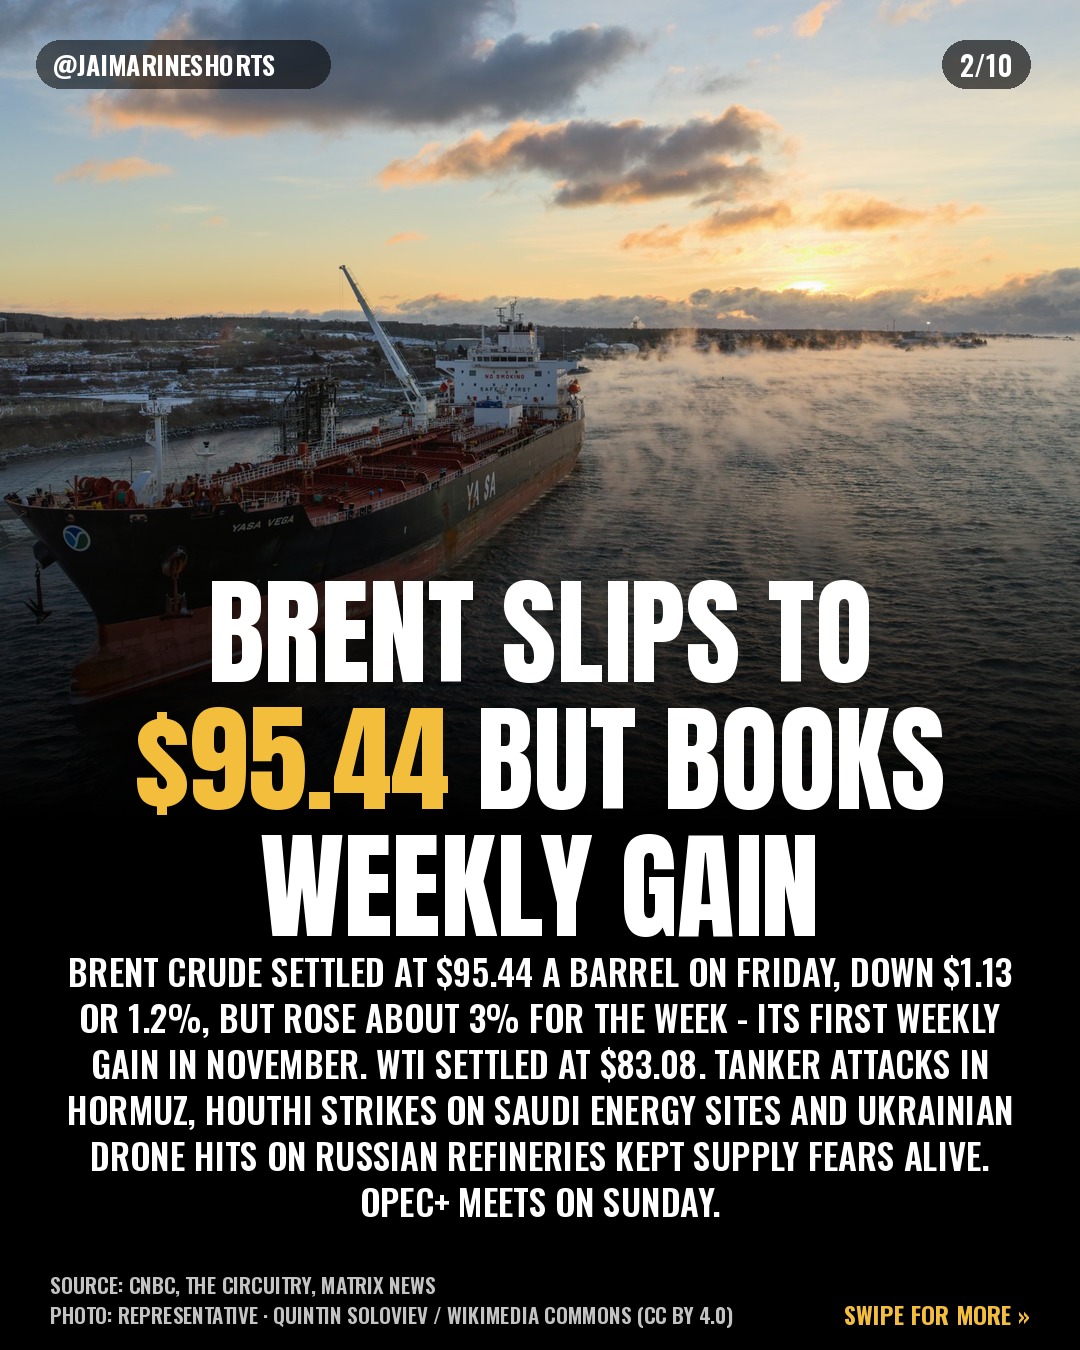 @JAIMARINESHORTS
2/10
NO SMOKING
SAFETY FIRST
YA SA
YASA VEGA
BRENT SLIPS TO
$95.44 BUT BOOKS
WEEKLY GAIN
BRENT CRUDE SETTLED AT $95.44 A BARREL ON FRIDAY, DOWN $1.13
OR 1.2%, BUT ROSE ABOUT 3% FOR THE WEEK - ITS FIRST WEEKLY
GAIN IN NOVEMBER. WTI SETTLED AT $83.08. TANKER ATTACKS IN
HORMUZ, HOUTHI STRIKES ON SAUDI ENERGY SITES AND UKRAINIAN
DRONE HITS ON RUSSIAN REFINERIES KEPT SUPPLY FEARS ALIVE.
OPEC+ MEETS ON SUNDAY.
SOURCE: CNBC, THE CIRCUITRY, MATRIX NEWS
PHOTO: REPRESENTATIVE · QUINTIN SOLOVIEV / WIKIMEDIA COMMONS (CC BY 4.0)
SWIPE FOR MORE »